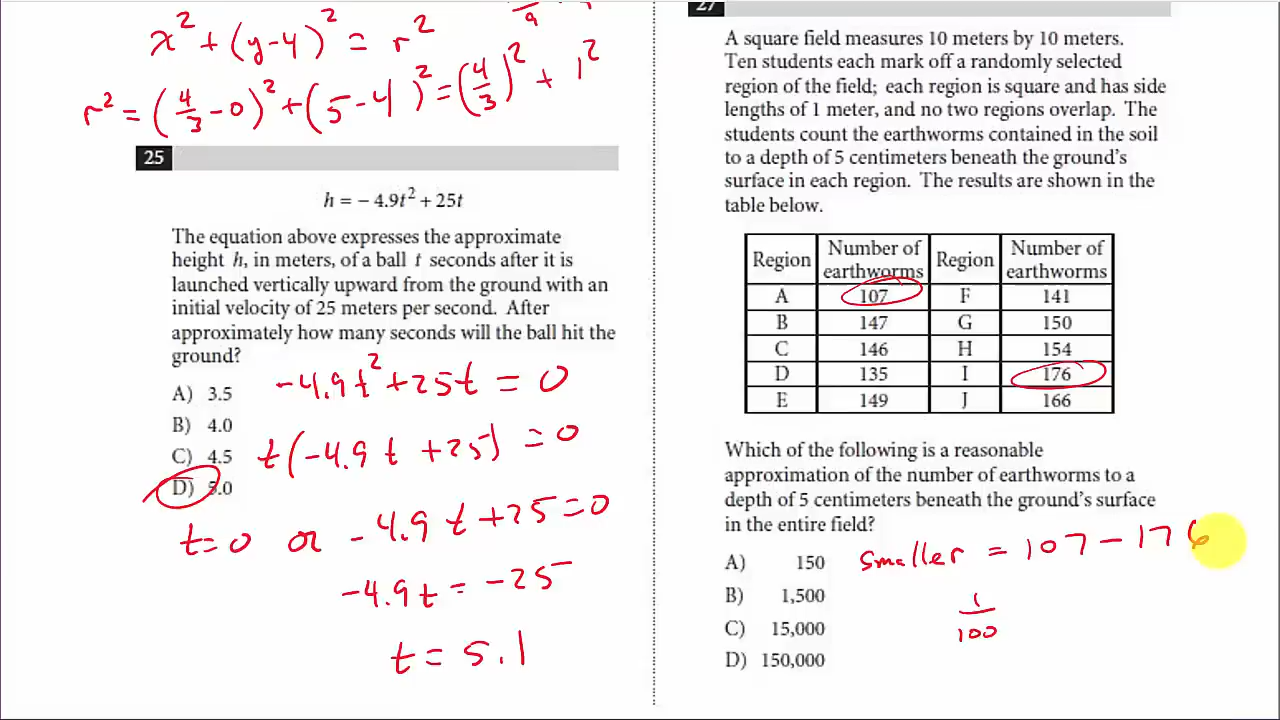 x² + (y-4)² = r²
r² = (4/3 - 0)² + (5-4)² = (4/3)² + 1²
25
h = − 4.9t² + 25t
The equation above expresses the approximate
height h, in meters, of a ball t seconds after it is
launched vertically upward from the ground with an
initial velocity of 25 meters per second. After
approximately how many seconds will the ball hit the
ground?
A) 3.5
B) 4.0
C) 4.5
D) 5.0
-4.9t² + 25t = 0
t(-4.9t + 25) = 0
t=0 or -4.9t + 25 = 0
-4.9t = -25
t = 5.1
27
A square field measures 10 meters by 10 meters.
Ten students each mark off a randomly selected
region of the field; each region is square and has side
lengths of 1 meter, and no two regions overlap. The
students count the earthworms contained in the soil
to a depth of 5 centimeters beneath the ground’s
surface in each region. The results are shown in the
table below.
Region Number of earthworms Region Number of earthworms
A 107 F 141
B 147 G 150
C 146 H 154
D 135 I 176
E 149 J 166
Which of the following is a reasonable
approximation of the number of earthworms to a
depth of 5 centimeters beneath the ground’s surface
in the entire field?
A) 150
B) 1,500
C) 15,000
D) 150,000
smaller = 107 - 176
1/100